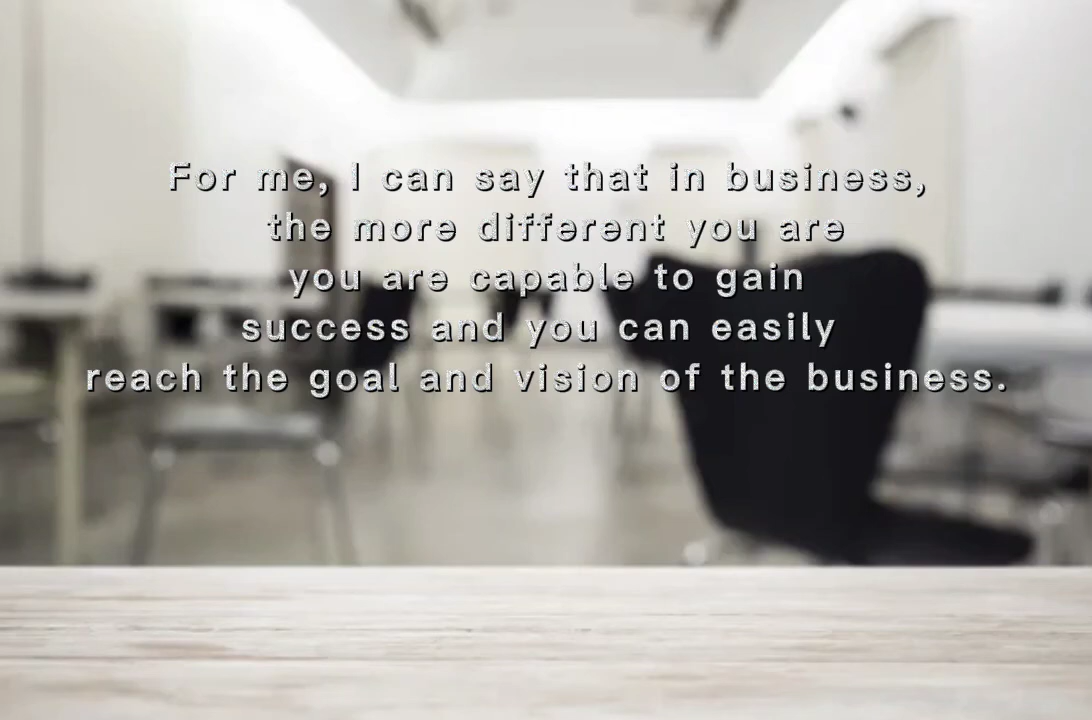 For me, I can say that in business,
the more different you are
you are capable to gain
success and you can easily
reach the goal and vision of the business.